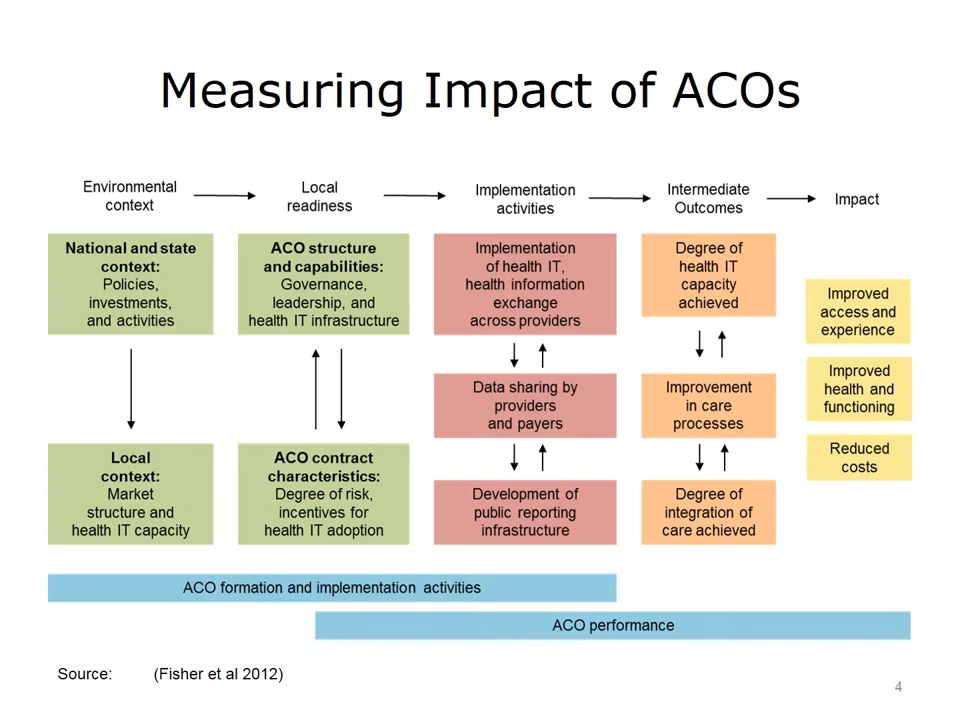 Measuring Impact of ACOs
Environmental
context
Local
readiness
Implementation
activities
Intermediate
Outcomes
Impact
National and state
context:
Policies,
investments,
and activities
Local
context:
Market
structure and
health IT capacity
ACO structure
and capabilities:
Governance,
leadership, and
health IT infrastructure
ACO contract
characteristics:
Degree of risk,
incentives for
health IT adoption
Implementation
of health IT,
health information
exchange
across providers
Data sharing by
providers
and payers
Development of
public reporting
infrastructure
Degree of
health IT
capacity
achieved
Improvement
in care
processes
Degree of
integration of
care achieved
Improved
access and
experience
Improved
health and
functioning
Reduced
costs
ACO formation and implementation activities
ACO performance
Source: (Fisher et al 2012)
4